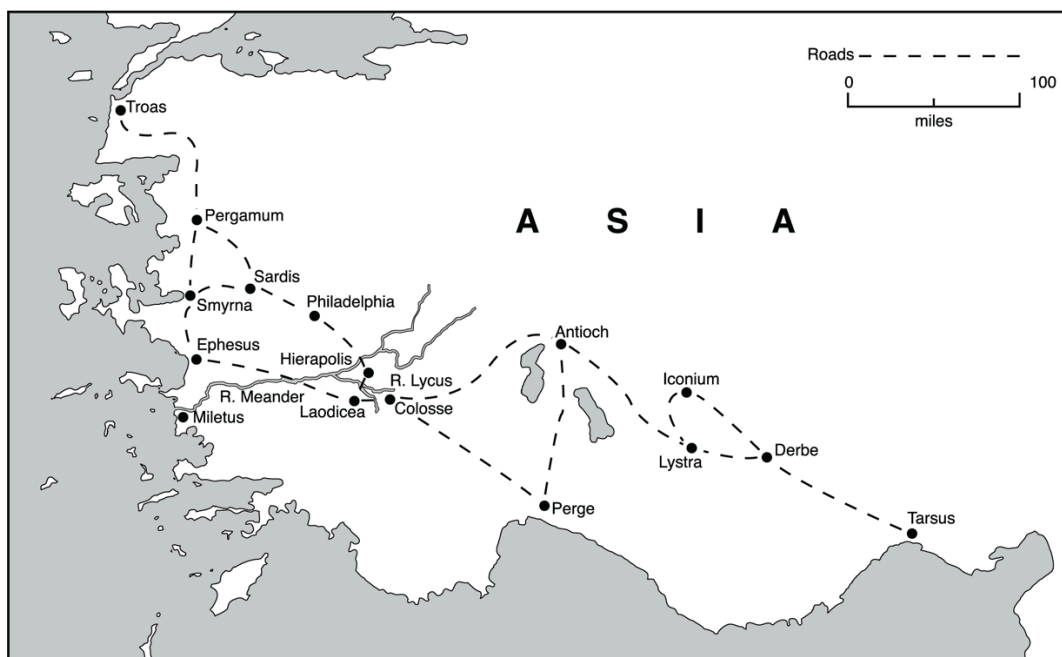 Roads
0 100
miles
Troas
A S I A
Pergamum
Sardis
Smyrna
Philadelphia
Ephesus
Antioch
Hierapolis
R. Lycus
Iconium
R. Meander
Laodicea
Colosse
Miletus
Lystra
Derbe
Perge
Tarsus